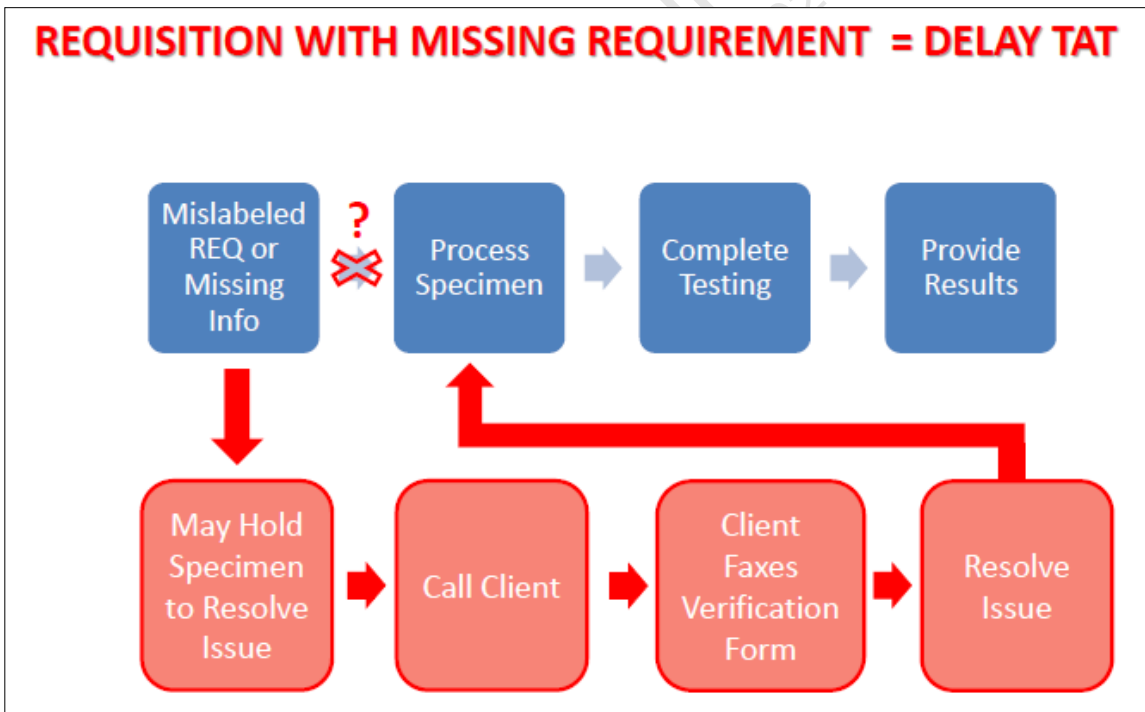 REQUISITION WITH MISSING REQUIREMENT = DELAY TAT
Mislabeled
REQ or
Missing
Info
?
Process
Specimen
Complete
Testing
Provide
Results
May Hold
Specimen
to Resolve
Issue
Call Client
Client
Faxes
Verification
Form
Resolve
Issue